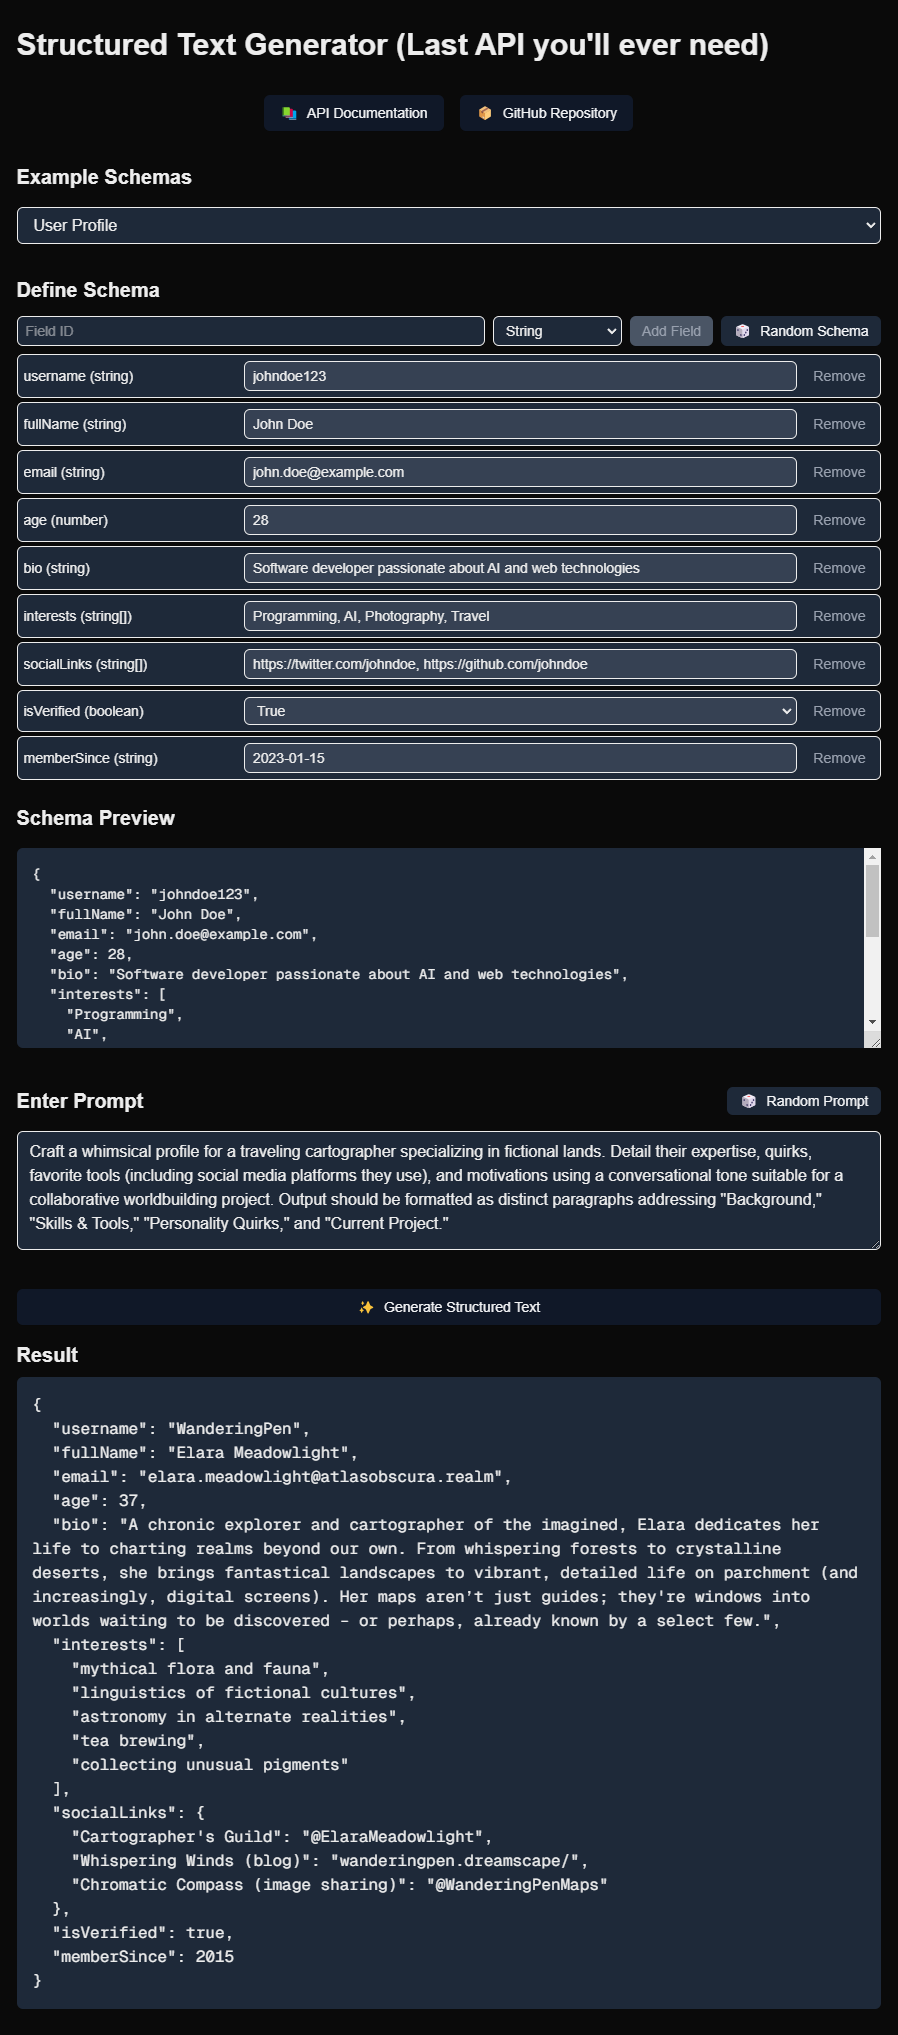 Structured Text Generator (Last API you'll ever need)
API Documentation
GitHub Repository
Example Schemas
User Profile
Define Schema
Field ID
String
Add Field
Random Schema
username (string)
johndoe123
Remove
fullName (string)
John Doe
Remove
email (string)
john.doe@example.com
Remove
age (number)
28
Remove
bio (string)
Software developer passionate about AI and web technologies
Remove
interests (string[])
Programming, AI, Photography, Travel
Remove
socialLinks (string[])
https://twitter.com/johndoe, https://github.com/johndoe
Remove
isVerified (boolean)
True
Remove
memberSince (string)
2023-01-15
Remove
Schema Preview
{
  "username": "johndoe123",
  "fullName": "John Doe",
  "email": "john.doe@example.com",
  "age": 28,
  "bio": "Software developer passionate about AI and web technologies",
  "interests": [
    "Programming",
    "AI",
Enter Prompt
Random Prompt
Craft a whimsical profile for a traveling cartographer specializing in fictional lands. Detail their expertise, quirks,
favorite tools (including social media platforms they use), and motivations using a conversational tone suitable for a
collaborative worldbuilding project. Output should be formatted as distinct paragraphs addressing "Background,"
"Skills & Tools," "Personality Quirks," and "Current Project."
Generate Structured Text
Result
{
  "username": "WanderingPen",
  "fullName": "Elara Meadowlight",
  "email": "elara.meadowlight@atlasobscura.realm",
  "age": 37,
  "bio": "A chronic explorer and cartographer of the imagined, Elara dedicates her
life to charting realms beyond our own. From whispering forests to crystalline
deserts, she brings fantastical landscapes to vibrant, detailed life on parchment (and
increasingly, digital screens). Her maps aren’t just guides; they're windows into
worlds waiting to be discovered – or perhaps, already known by a select few.",
  "interests": [
    "mythical flora and fauna",
    "linguistics of fictional cultures",
    "astronomy in alternate realities",
    "tea brewing",
    "collecting unusual pigments"
  ],
  "socialLinks": {
    "Cartographer's Guild": "@ElaraMeadowlight",
    "Whispering Winds (blog)": "wanderingpen.dreamscape/",
    "Chromatic Compass (image sharing)": "@WanderingPenMaps"
  },
  "isVerified": true,
  "memberSince": 2015
}